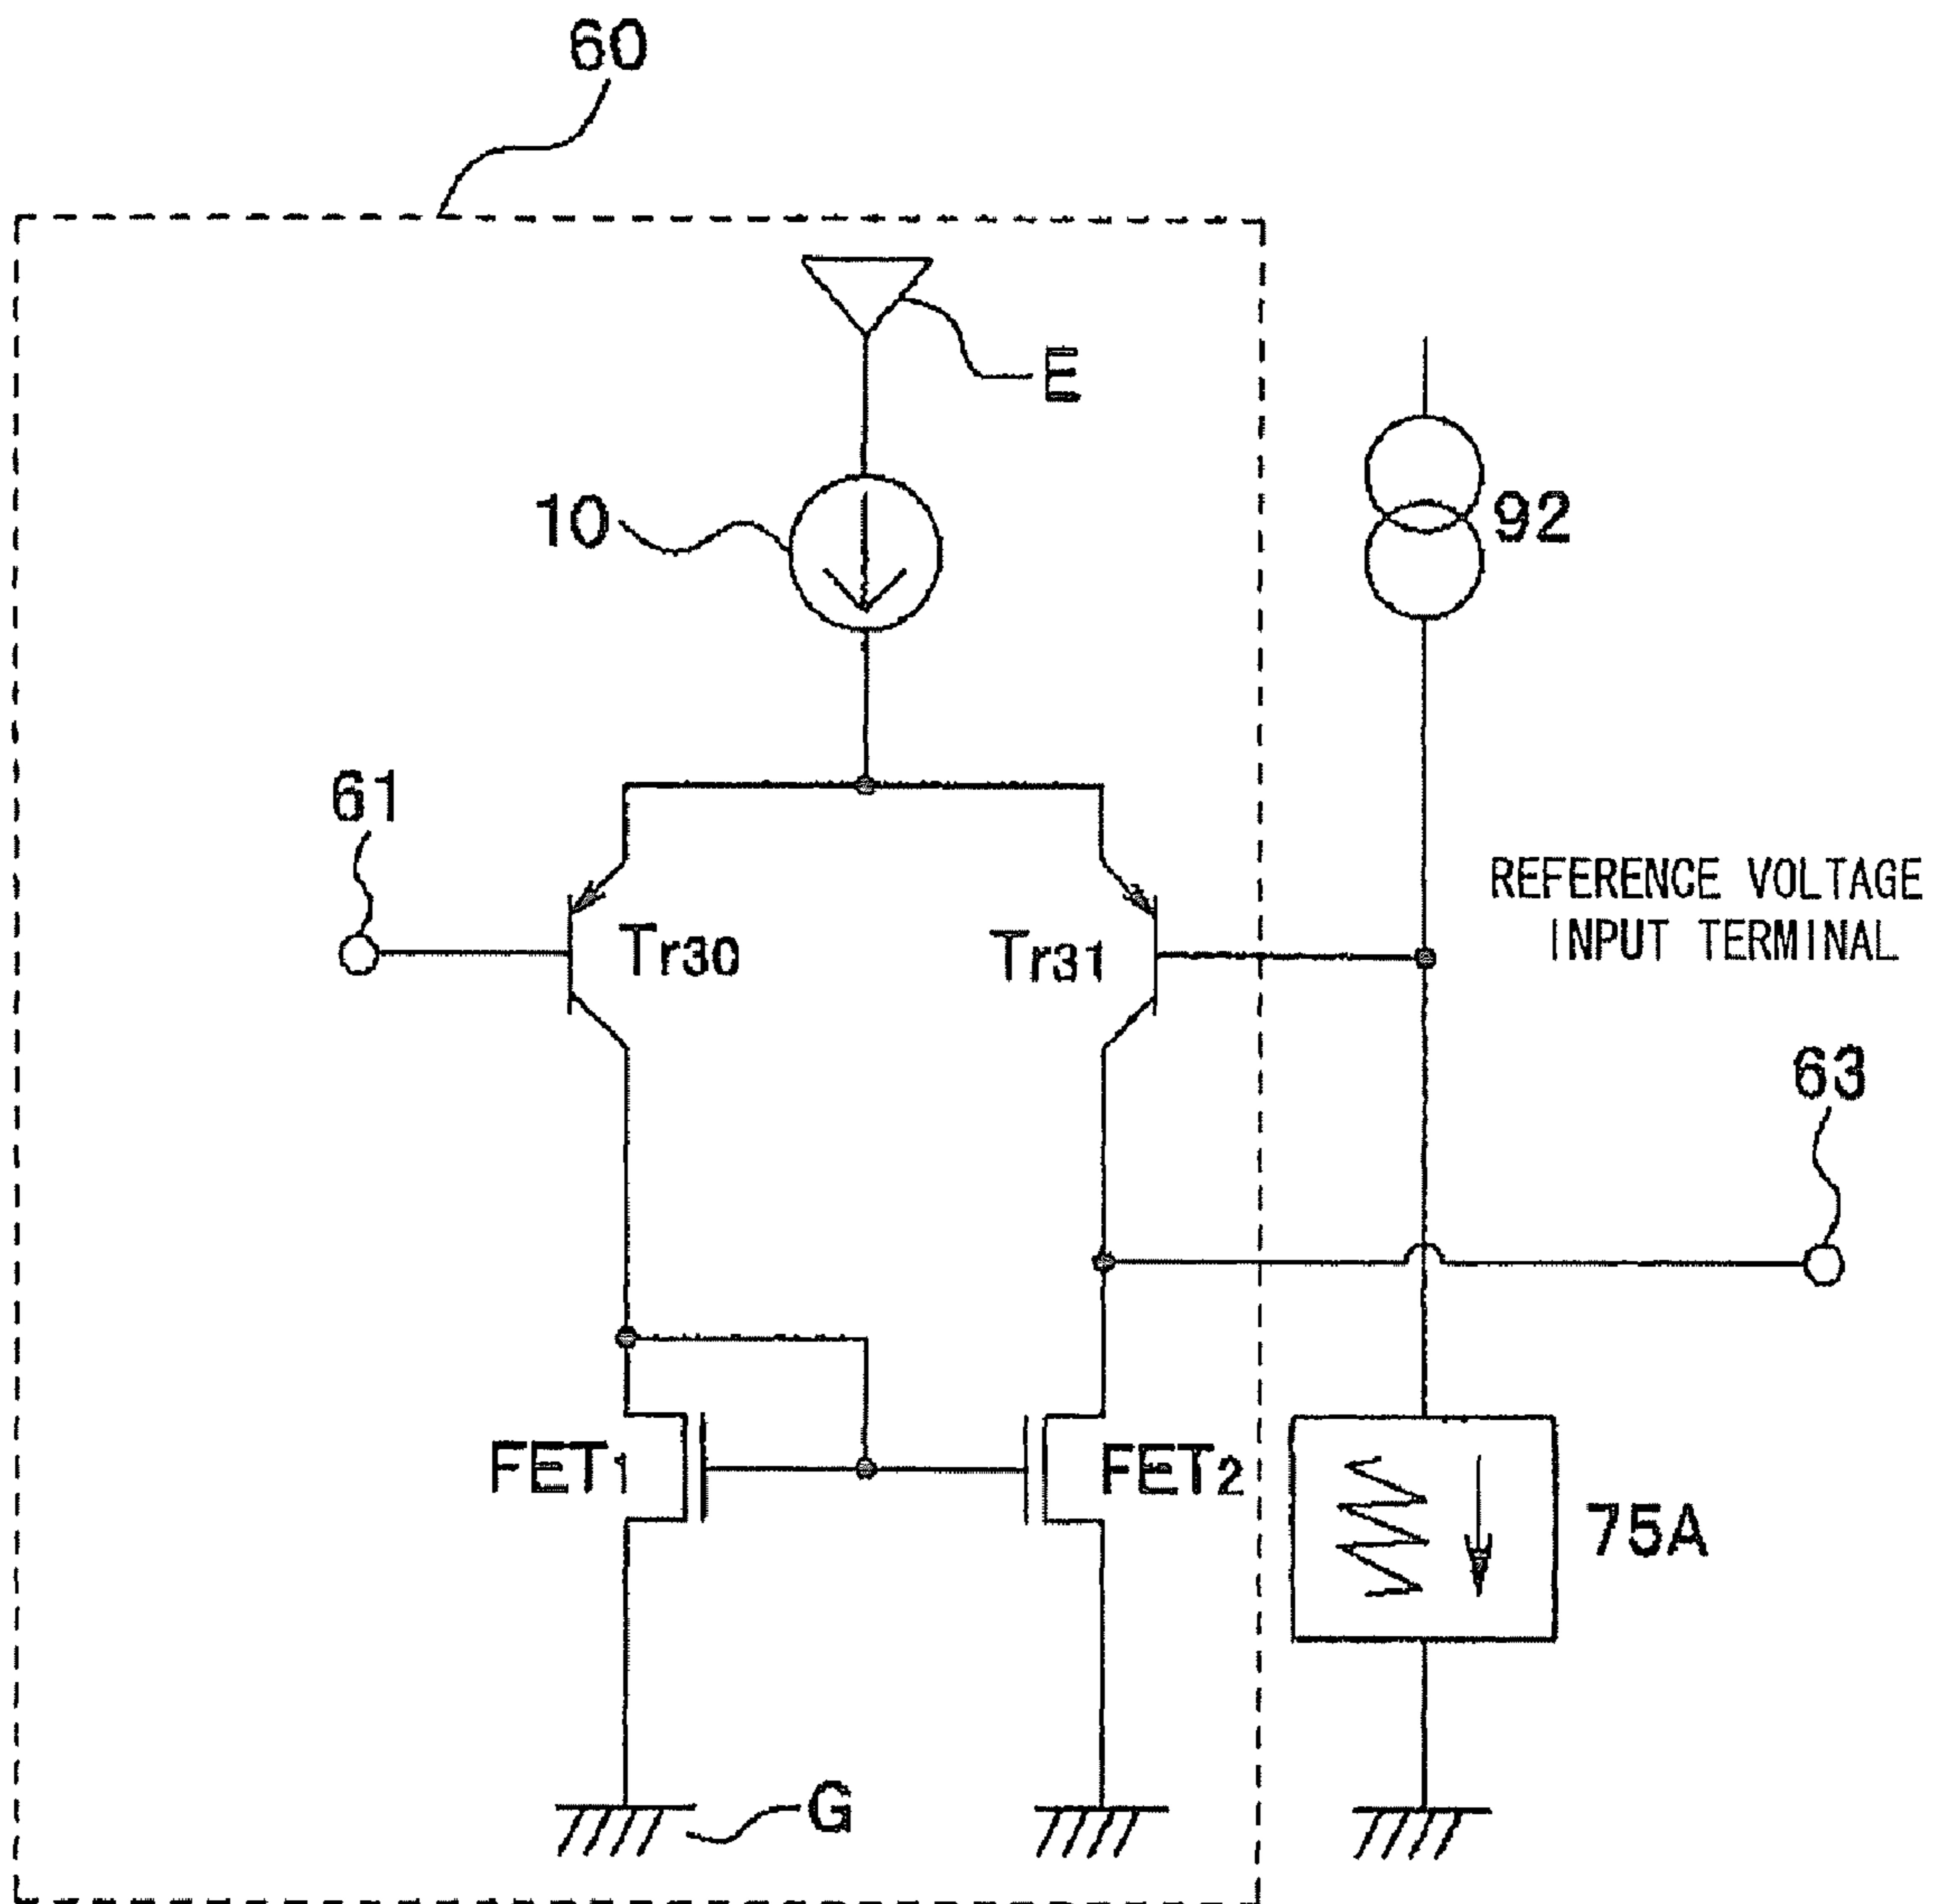 60
E
10
92
61
Tr30
Tr31
REFERENCE VOLTAGE
INPUT TERMINAL
63
FET1
FET2
75A
G